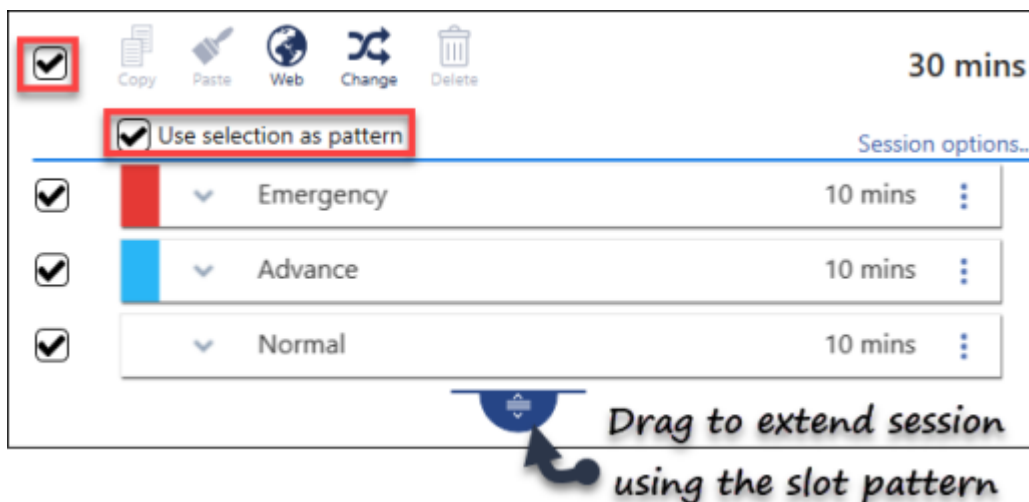 30 mins
Copy Paste Web Change Delete
Use selection as pattern
Session options..
Emergency 10 mins
Advance 10 mins
Normal 10 mins
Drag to extend session
using the slot pattern